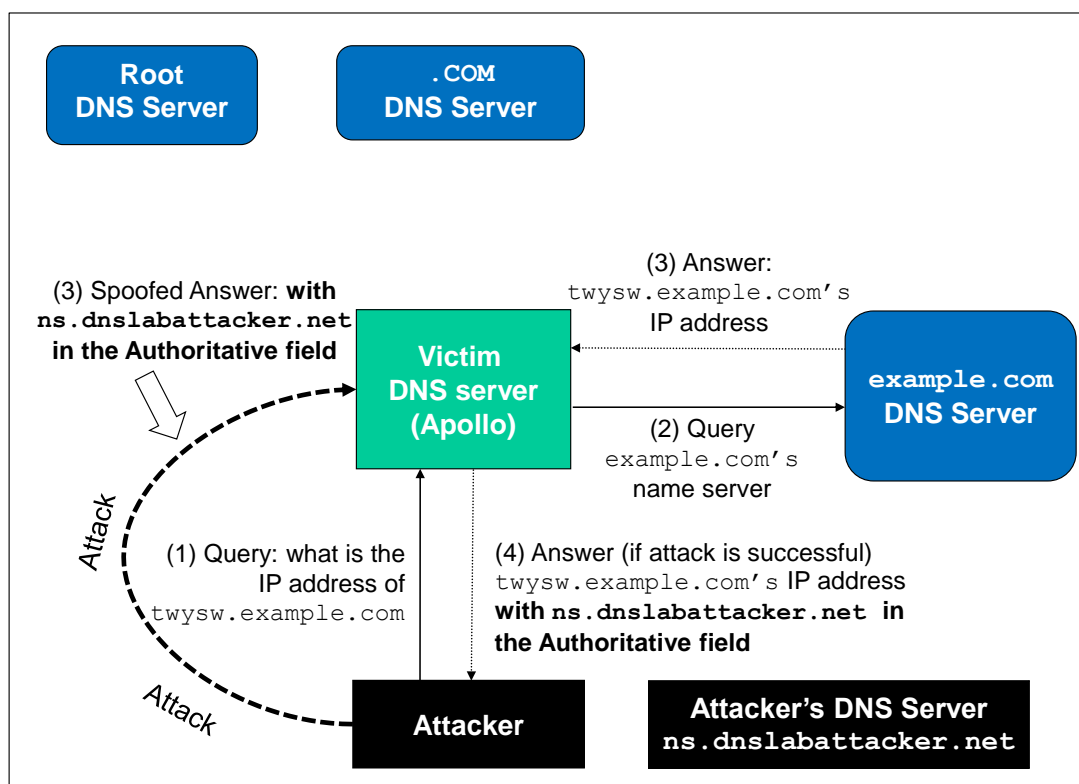 Root
DNS Server
.COM
DNS Server
(3) Spoofed Answer: with
ns.dnslabattacker.net
in the Authoritative field
(3) Answer:
twysw.example.com’s
IP address
Victim
DNS server
(Apollo)
example.com
DNS Server
(2) Query
example.com’s
name server
Attack
(1) Query: what is the
IP address of
twysw.example.com
(4) Answer (if attack is successful)
twysw.example.com’s IP address
with ns.dnslabattacker.net in
the Authoritative field
Attack
Attacker
Attacker’s DNS Server
ns.dnslabattacker.net